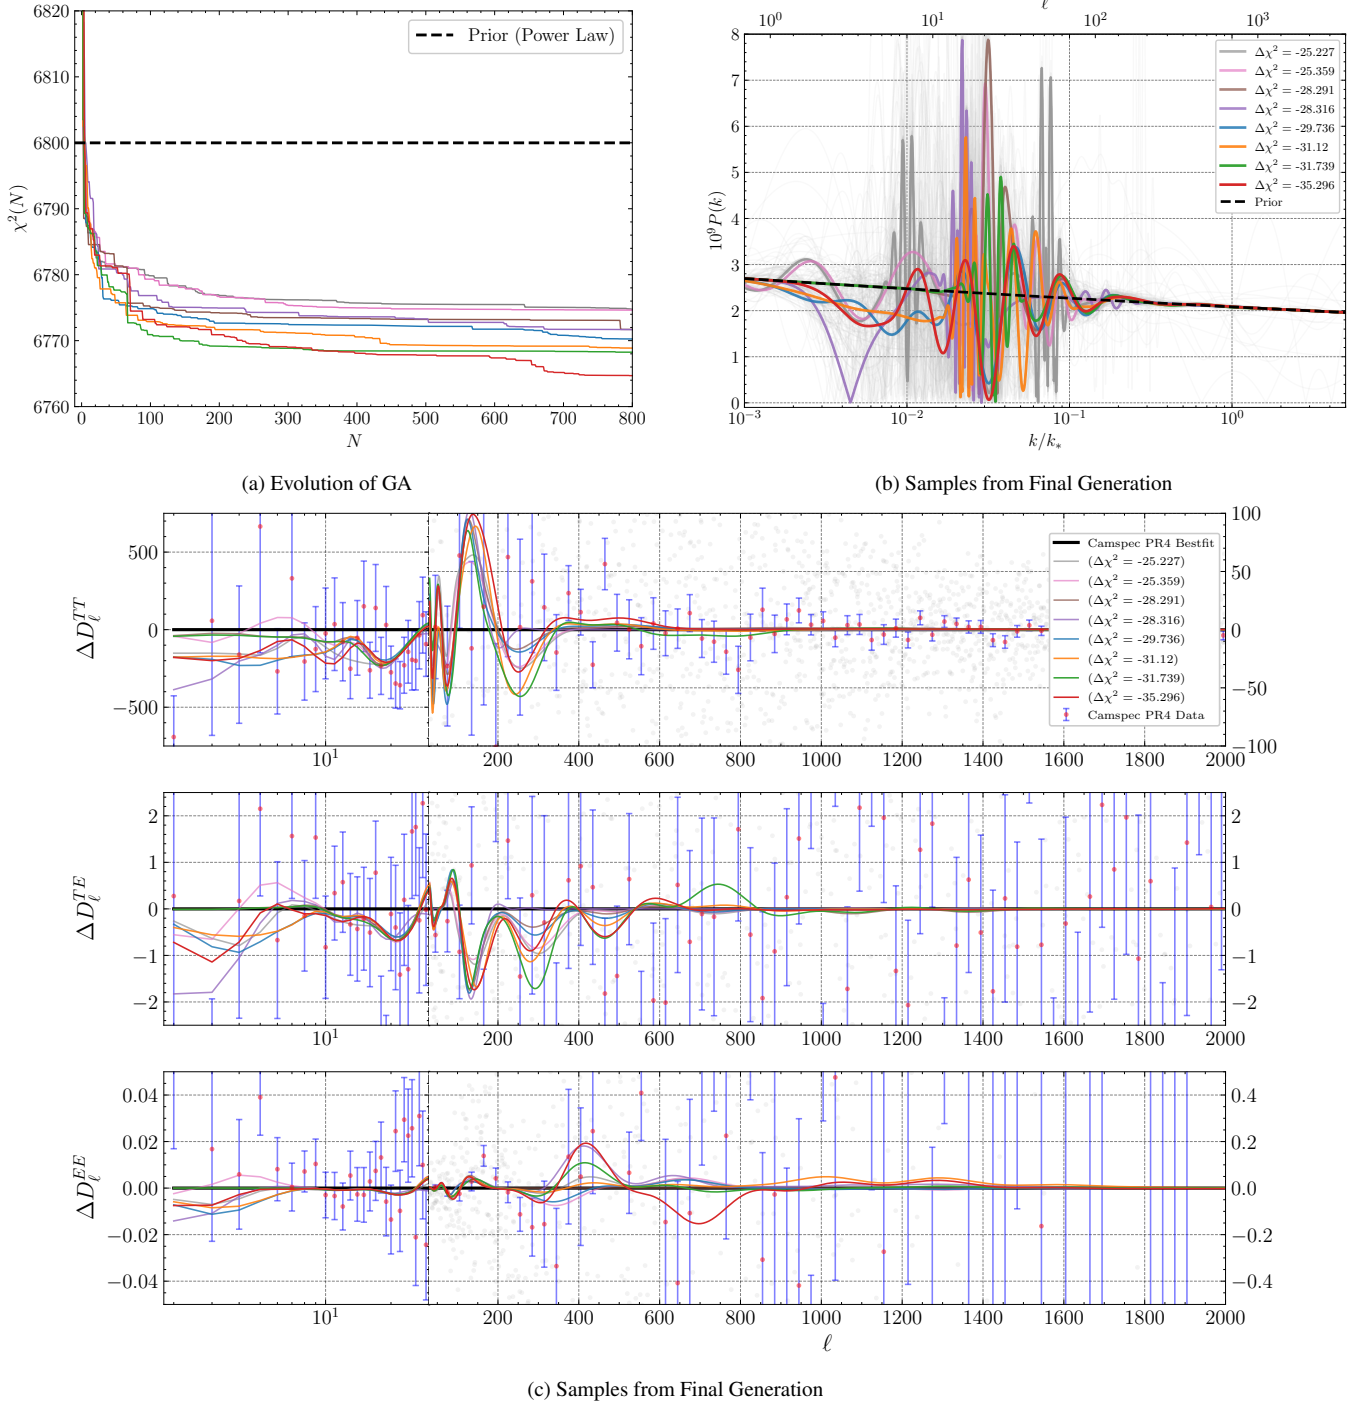 6820
6810
6800
6790
6780
6770
6760
χ²(N)
0 100 200 300 400 500 600 700 800
N
Prior (Power Law)
(a) Evolution of GA
ℓ
10⁰ 10¹ 10² 10³
8
7
6
5
4
3
2
1
0
10⁹P(k)
10⁻³ 10⁻² 10⁻¹ 10⁰
k/k*
Δχ² = -25.227
Δχ² = -25.359
Δχ² = -28.291
Δχ² = -28.316
Δχ² = -29.736
Δχ² = -31.12
Δχ² = -31.739
Δχ² = -35.296
Prior
(b) Samples from Final Generation
500
0
−500
ΔD_ℓ^TT
100
50
0
−50
−100
Camspec PR4 Bestfit
(Δχ² = -25.227)
(Δχ² = -25.359)
(Δχ² = -28.291)
(Δχ² = -28.316)
(Δχ² = -29.736)
(Δχ² = -31.12)
(Δχ² = -31.739)
(Δχ² = -35.296)
Camspec PR4 Data
10¹ 200 400 600 800 1000 1200 1400 1600 1800 2000
2
1
0
−1
−2
ΔD_ℓ^TE
2
1
0
−1
−2
10¹ 200 400 600 800 1000 1200 1400 1600 1800 2000
0.04
0.02
0.00
−0.02
−0.04
ΔD_ℓ^EE
0.4
0.2
0.0
−0.2
−0.4
10¹ 200 400 600 800 1000 1200 1400 1600 1800 2000
ℓ
(c) Samples from Final Generation